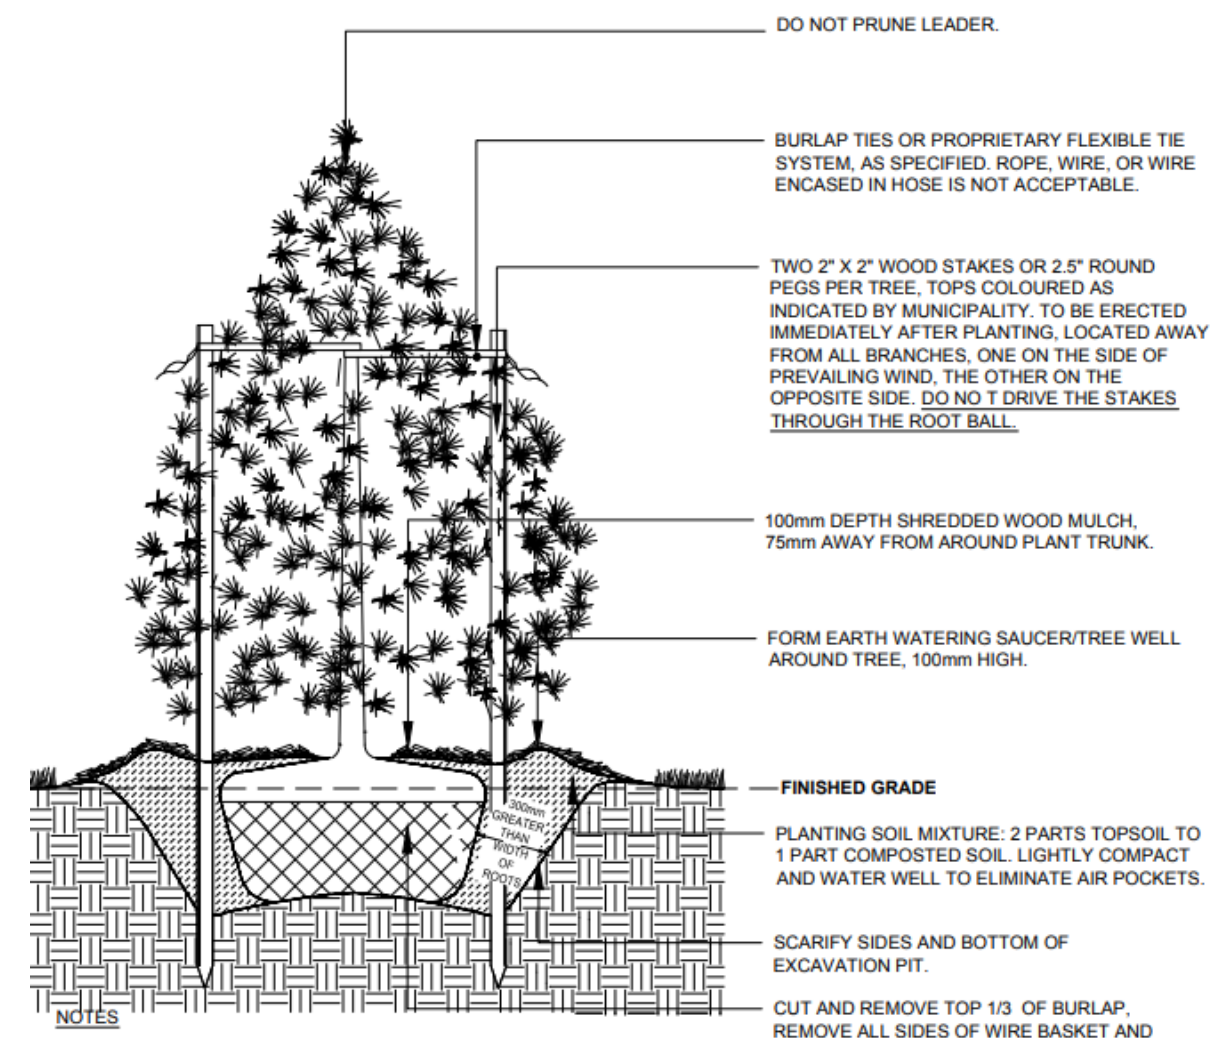 DO NOT PRUNE LEADER.
BURLAP TIES OR PROPRIETARY FLEXIBLE TIE
SYSTEM, AS SPECIFIED. ROPE, WIRE, OR WIRE
ENCASED IN HOSE IS NOT ACCEPTABLE.
TWO 2" X 2" WOOD STAKES OR 2.5" ROUND
PEGS PER TREE, TOPS COLOURED AS
INDICATED BY MUNICIPALITY. TO BE ERECTED
IMMEDIATELY AFTER PLANTING, LOCATED AWAY
FROM ALL BRANCHES, ONE ON THE SIDE OF
PREVAILING WIND, THE OTHER ON THE
OPPOSITE SIDE. DO NO T DRIVE THE STAKES
THROUGH THE ROOT BALL.
100mm DEPTH SHREDDED WOOD MULCH,
75mm AWAY FROM AROUND PLANT TRUNK.
FORM EARTH WATERING SAUCER/TREE WELL
AROUND TREE, 100mm HIGH.
FINISHED GRADE
300mm
GREATER
THAN
WIDTH
OF
ROOTS
PLANTING SOIL MIXTURE: 2 PARTS TOPSOIL TO
1 PART COMPOSTED SOIL. LIGHTLY COMPACT
AND WATER WELL TO ELIMINATE AIR POCKETS.
SCARIFY SIDES AND BOTTOM OF
EXCAVATION PIT.
CUT AND REMOVE TOP 1/3 OF BURLAP,
REMOVE ALL SIDES OF WIRE BASKET AND
NOTES